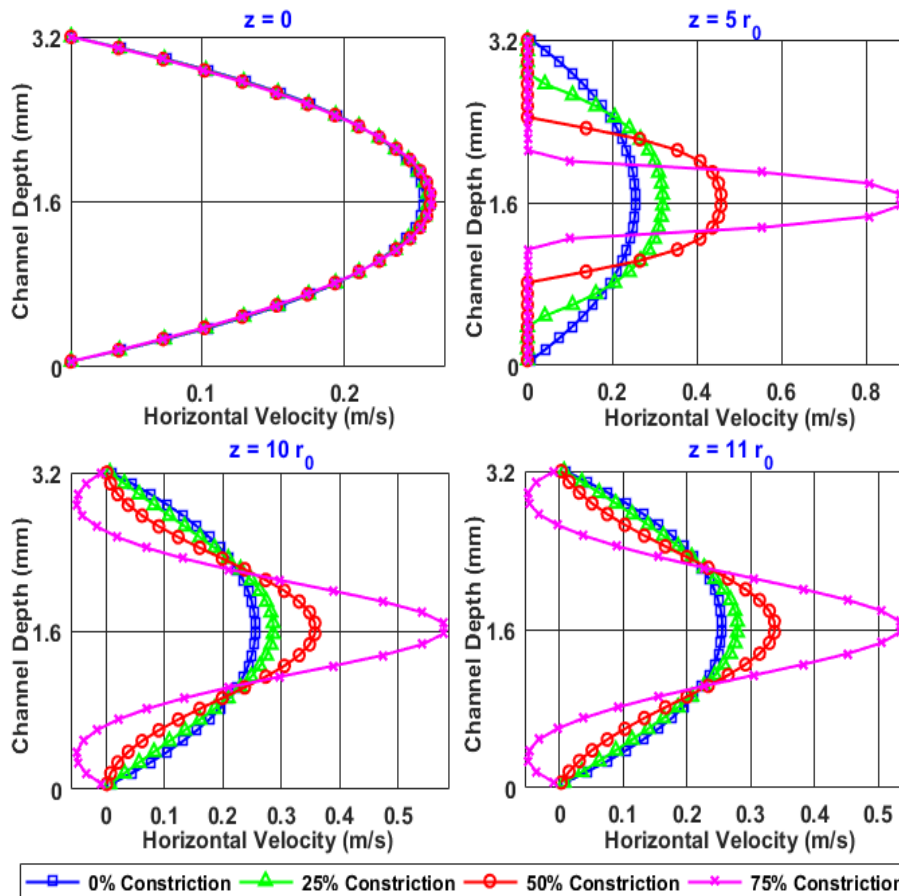 z = 0
3.2
1.6
0
Channel Depth (mm)
0.1 0.2
Horizontal Velocity (m/s)
z = 5 r0
3.2
1.6
0
Channel Depth (mm)
0 0.2 0.4 0.6 0.8
Horizontal Velocity (m/s)
z = 10 r0
3.2
1.6
0
Channel Depth (mm)
0 0.1 0.2 0.3 0.4 0.5
Horizontal Velocity (m/s)
z = 11 r0
3.2
1.6
0
Channel Depth (mm)
0 0.1 0.2 0.3 0.4 0.5
Horizontal Velocity (m/s)
0% Constriction 25% Constriction 50% Constriction 75% Constriction